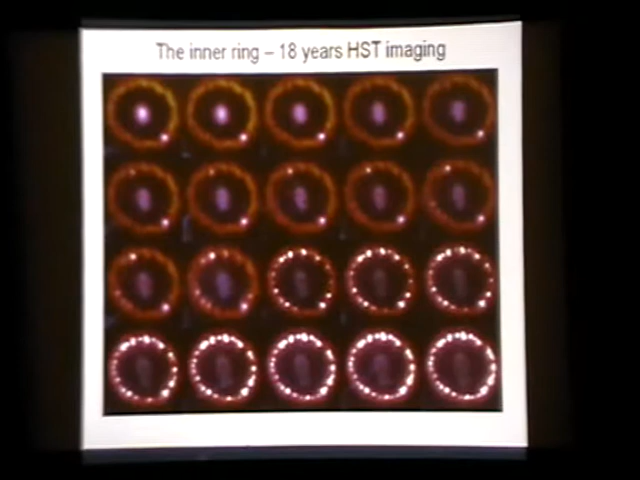 The inner ring – 18 years HST imaging